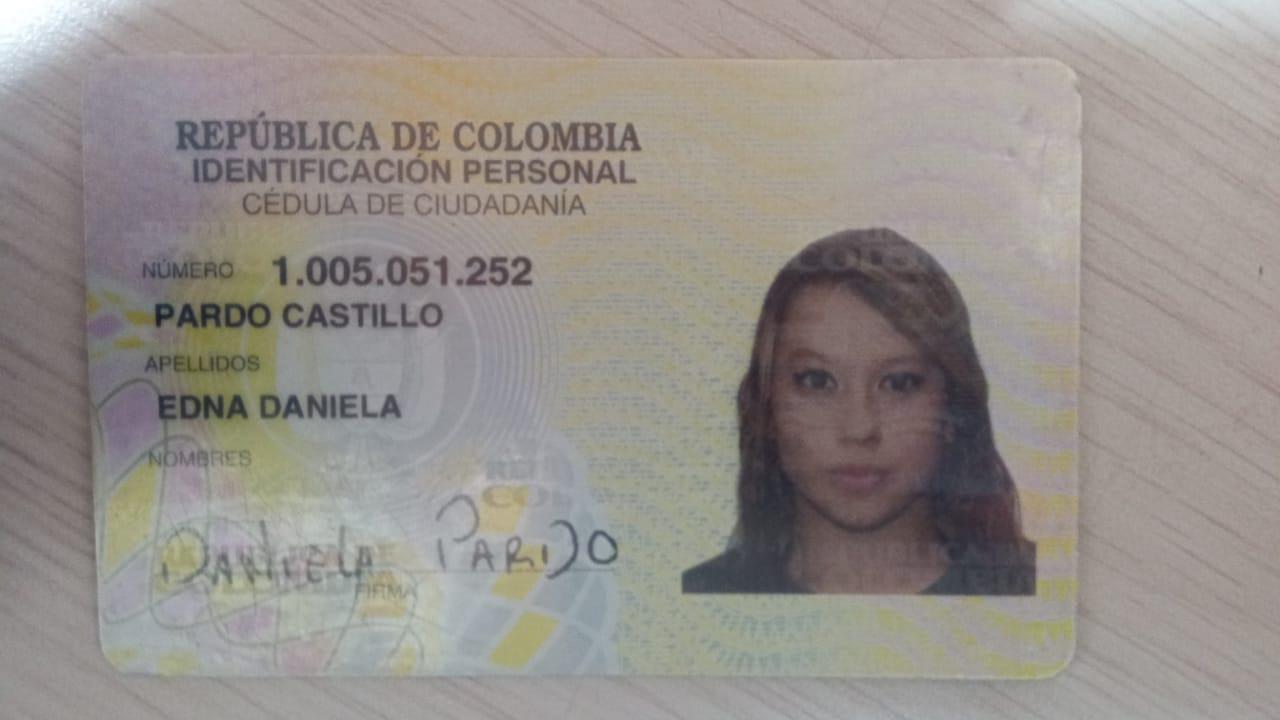 REPÚBLICA DE COLOMBIA
IDENTIFICACIÓN PERSONAL
CÉDULA DE CIUDADANÍA
NÚMERO 1.005.051.252
PARDO CASTILLO
APELLIDOS
EDNA DANIELA
NOMBRES
DANIELA PARDO
FIRMA